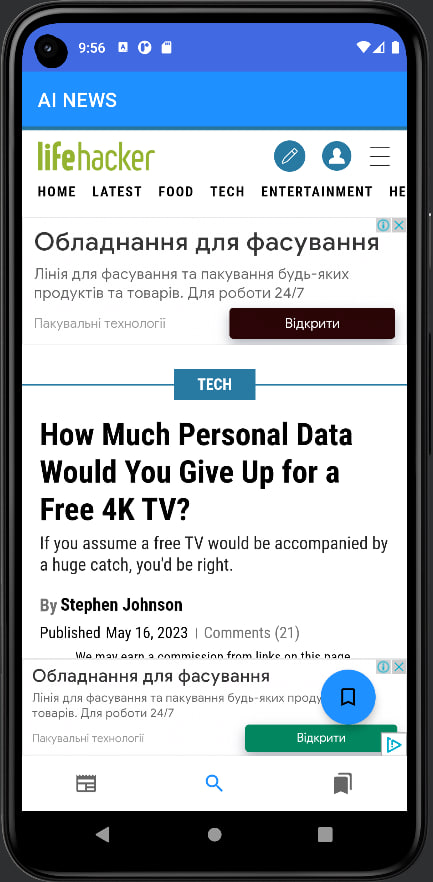 9:56
AI NEWS
lifehacker
HOME LATEST FOOD TECH ENTERTAINMENT HE
Обладнання для фасування
Лінія для фасування та пакування будь-яких
продуктів та товарів. Для роботи 24/7
Пакувальні технології
Відкрити
TECH
How Much Personal Data
Would You Give Up for a
Free 4K TV?
If you assume a free TV would be accompanied by
a huge catch, you'd be right.
By Stephen Johnson
Published May 16, 2023 | Comments (21)
We may earn a commission from links on this page.
Обладнання для фасування
Лінія для фасування та пакування будь-яких проду
товарів. Для роботи 24/7
Пакувальні технології
Відкрити